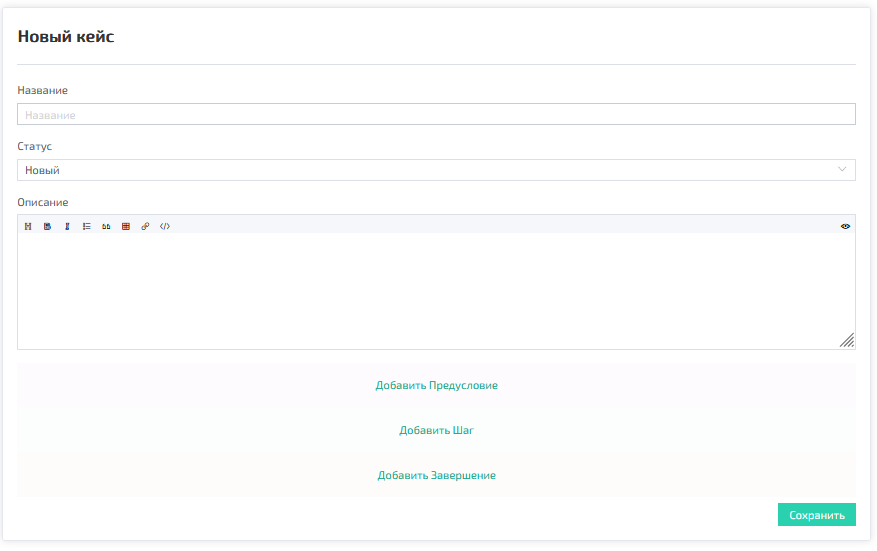 Новый кейс
Название
Название
Статус
Новый
Описание
Добавить Предусловие
Добавить Шаг
Добавить Завершение
Сохранить